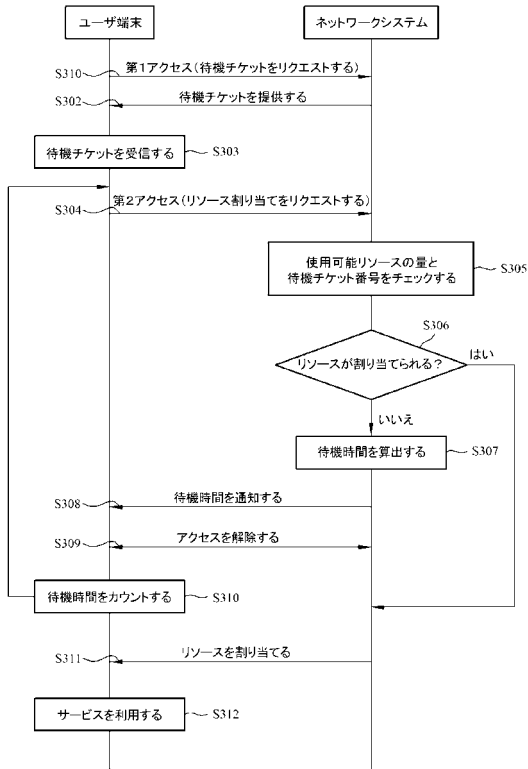 ユーザ端末
ネットワークシステム
S310
第1アクセス(待機チケットをリクエストする)
S302
待機チケットを提供する
待機チケットを受信する
S303
S304
第2アクセス(リソース割り当てをリクエストする)
使用可能リソースの量と
待機チケット番号をチェックする
S305
S306
リソースが割り当てられる?
はい
いいえ
待機時間を算出する
S307
S308
待機時間を通知する
S309
アクセスを解除する
待機時間をカウントする
S310
S311
リソースを割り当てる
サービスを利用する
S312